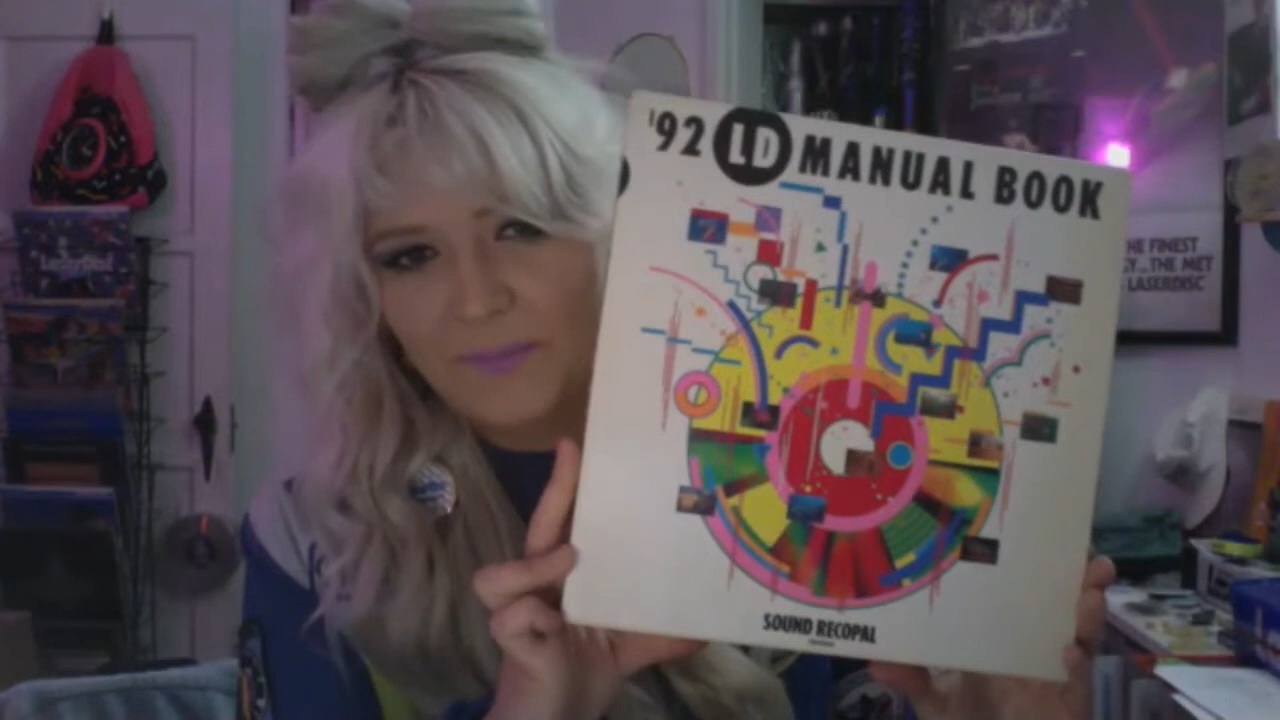 '92 LD MANUAL BOOK
SOUND RECOPAL
HE FINEST
THE MET
LASERDISC